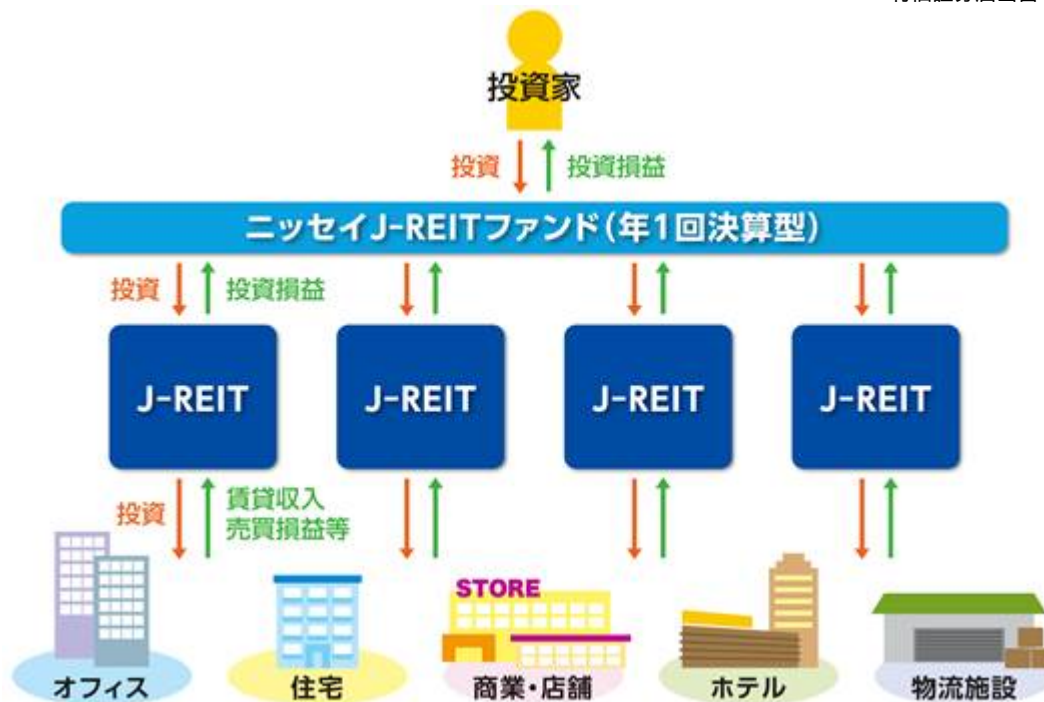 投資家
投資 投資損益
ニッセイJ-REITファンド(年1回決算型)
投資 投資損益
J-REIT J-REIT J-REIT J-REIT
投資 賃貸収入
売買損益等
STORE
オフィス 住宅 商業・店舗 ホテル 物流施設